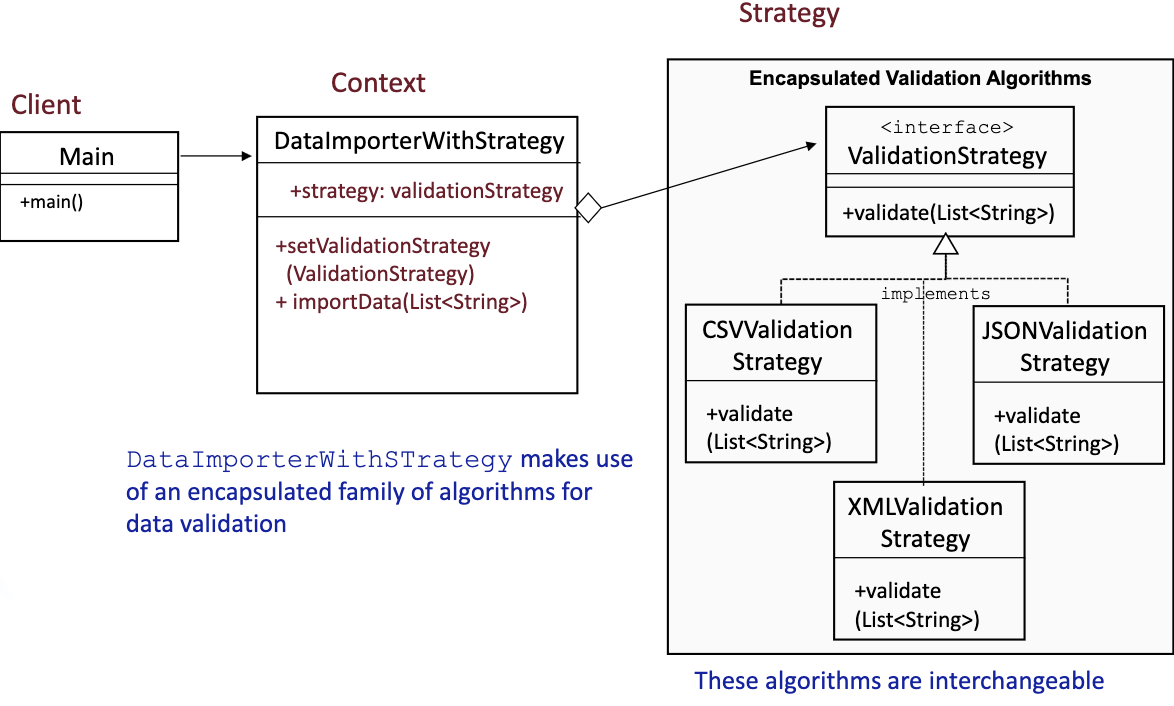 Strategy
Client
Context
Encapsulated Validation Algorithms
Main
+main()
DataImporterWithStrategy
+strategy: validationStrategy
+setValidationStrategy
(ValidationStrategy)
+ importData(List<String>)
<interface>
ValidationStrategy
+validate(List<String>)
implements
CSVValidation
Strategy
+validate
(List<String>)
JSONValidation
Strategy
+validate
(List<String>)
XMLValidation
Strategy
+validate
(List<String>)
DataImporterWithSTrategy makes use
of an encapsulated family of algorithms for
data validation
These algorithms are interchangeable